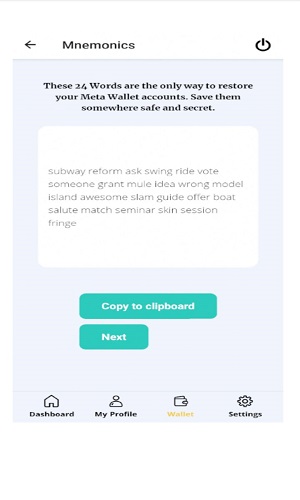 Mnemonics
These 24 Words are the only way to restore
your Meta Wallet accounts. Save them
somewhere safe and secret.
subway reform ask swing ride vote
someone grant mule idea wrong model
island awesome slam guide offer boat
salute match seminar skin session
fringe
Copy to clipboard
Next
Dashboard My Profile Wallet Settings